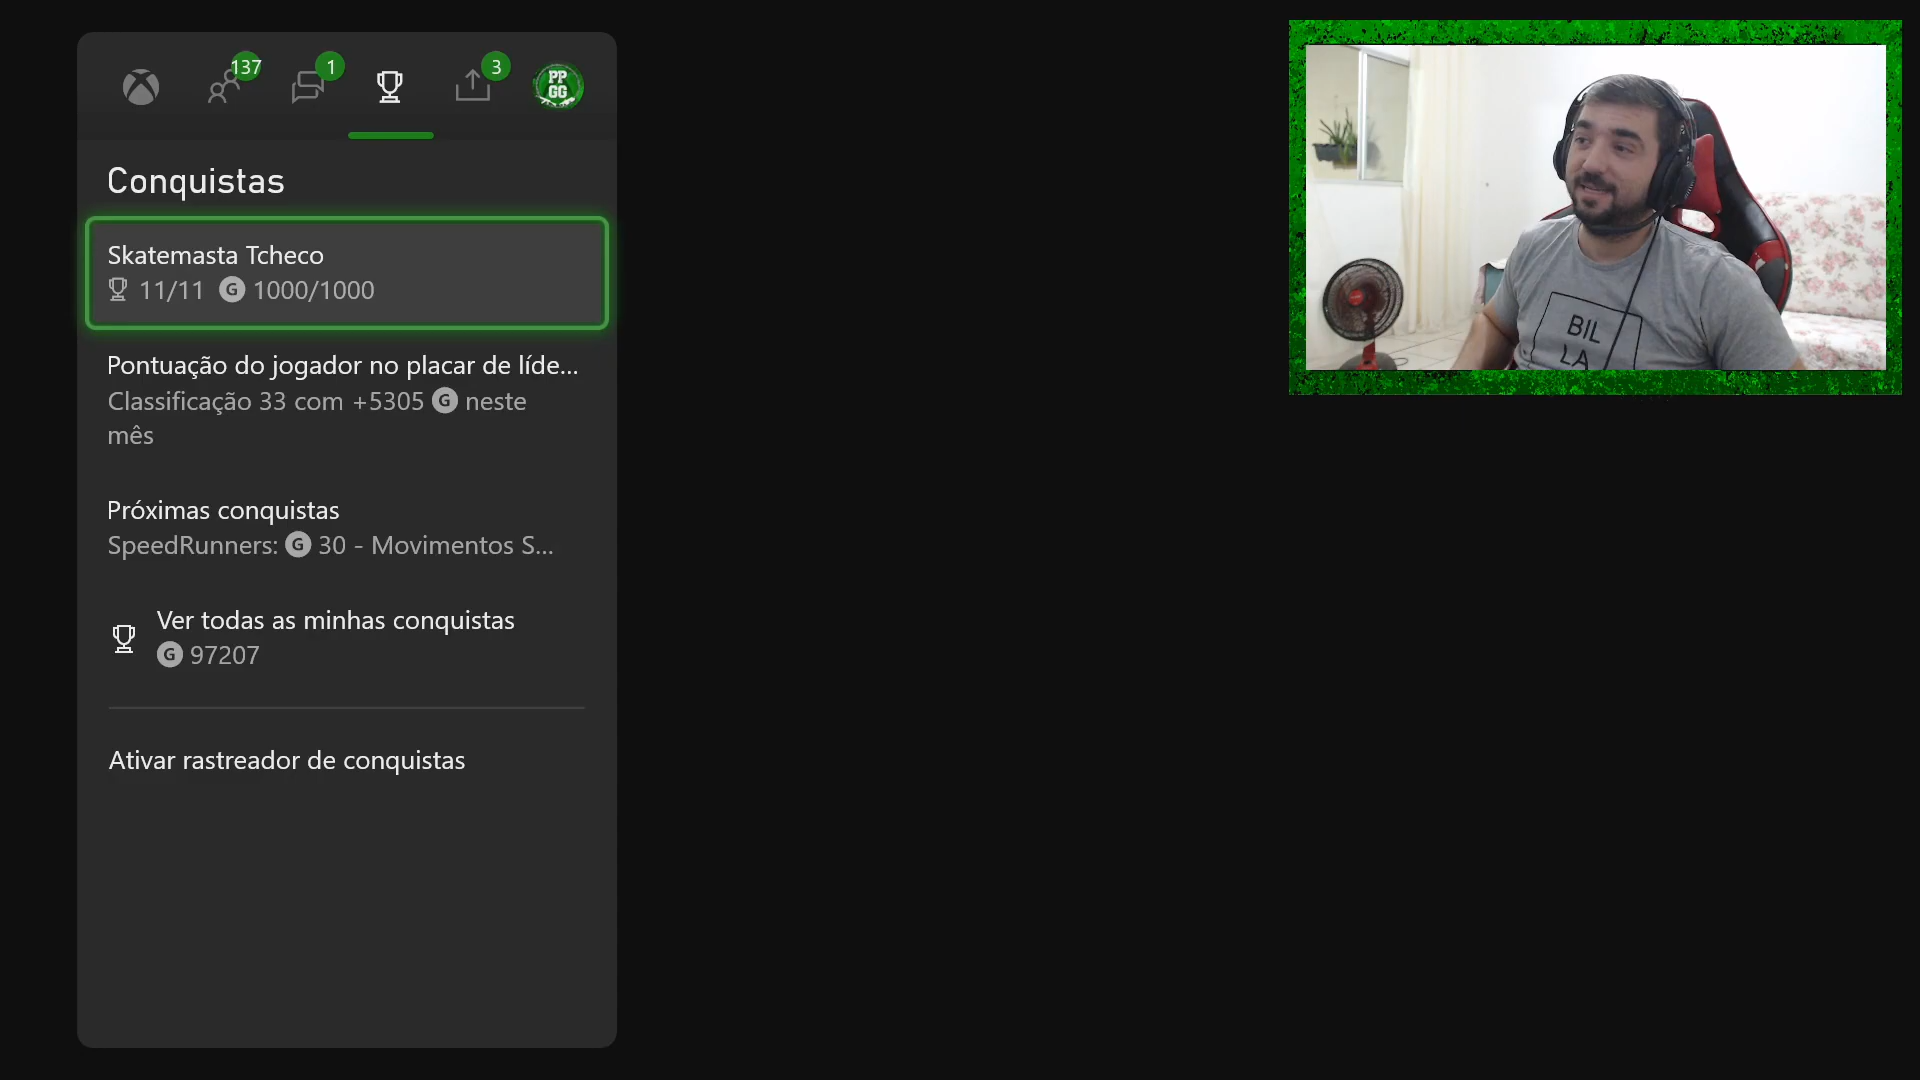 137
1
3
PP
GG
Conquistas
Skatemasta Tcheco
11/11 G 1000/1000
Pontuação do jogador no placar de líde...
Classificação 33 com +5305 G neste
mês
Próximas conquistas
SpeedRunners: G 30 - Movimentos S...
Ver todas as minhas conquistas
G 97207
Ativar rastreador de conquistas
BIL
LA